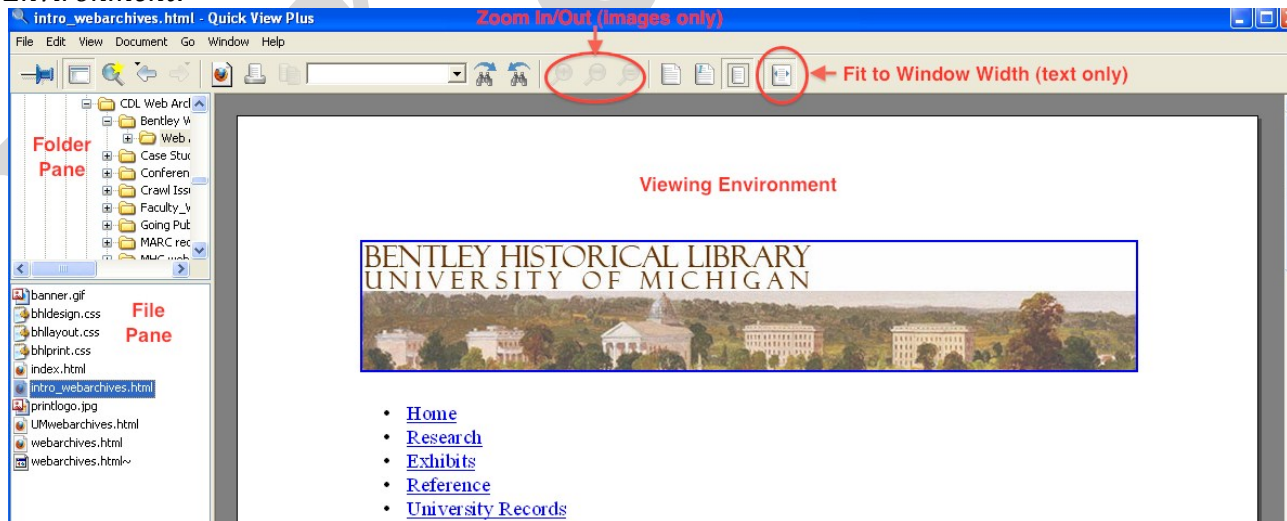 intro_webarchives.html - Quick View Plus
Zoom In/Out (images only)
File Edit View Document Go Window Help
Fit to Window Width (text only)
CDL Web Arcl
Bentley W
Web
Case Stud
Conferen
Crawl Iss
Faculty_V
Going Put
MARC rec
Folder
Pane
Viewing Environment
BENTLEY HISTORICAL LIBRARY
UNIVERSITY OF MICHIGAN
banner.gif
bhldesign.css
bhllayout.css
bhlprint.css
index.html
intro_webarchives.html
printlogo.jpg
UMwebarchives.html
webarchives.html
webarchives.html~
File
Pane
• Home
• Research
• Exhibits
• Reference
• University Records